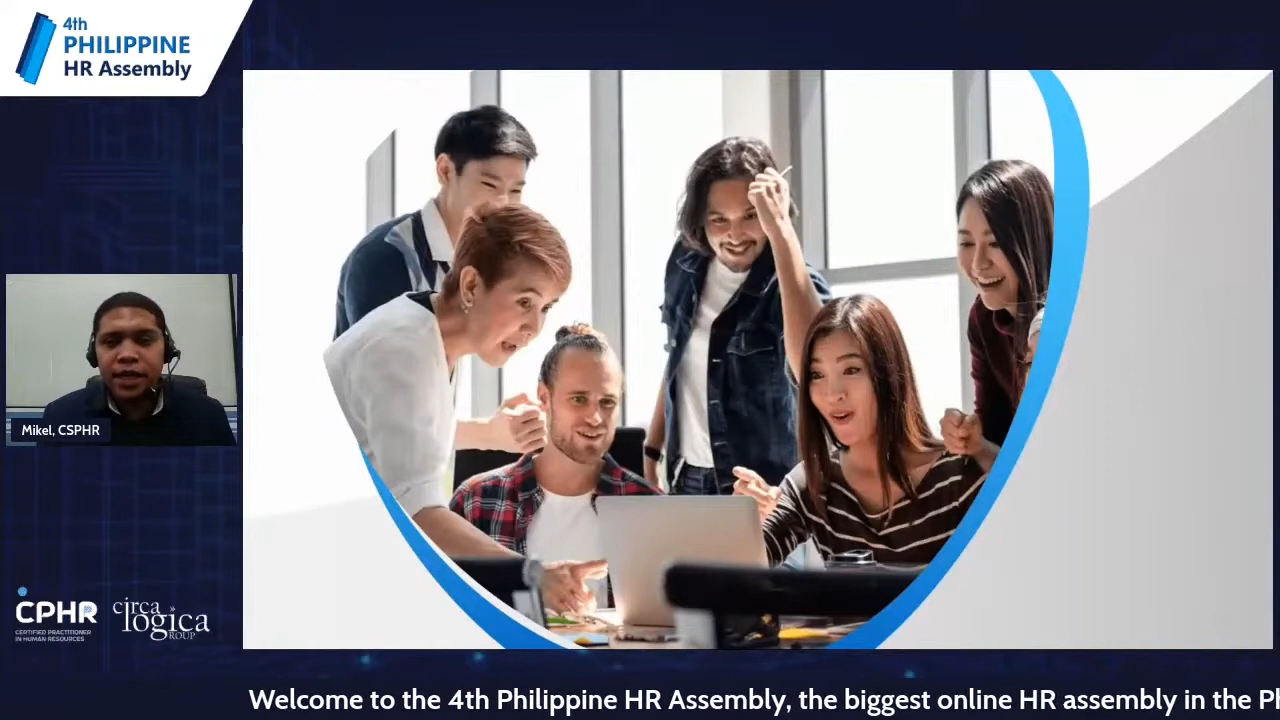 4th
PHILIPPINE
HR Assembly
Mikel, CSPHR
CPHR
CERTIFIED PRACTITIONER
IN HUMAN RESOURCES
circa
logica
GROUP
Welcome to the 4th Philippine HR Assembly, the biggest online HR assembly in the